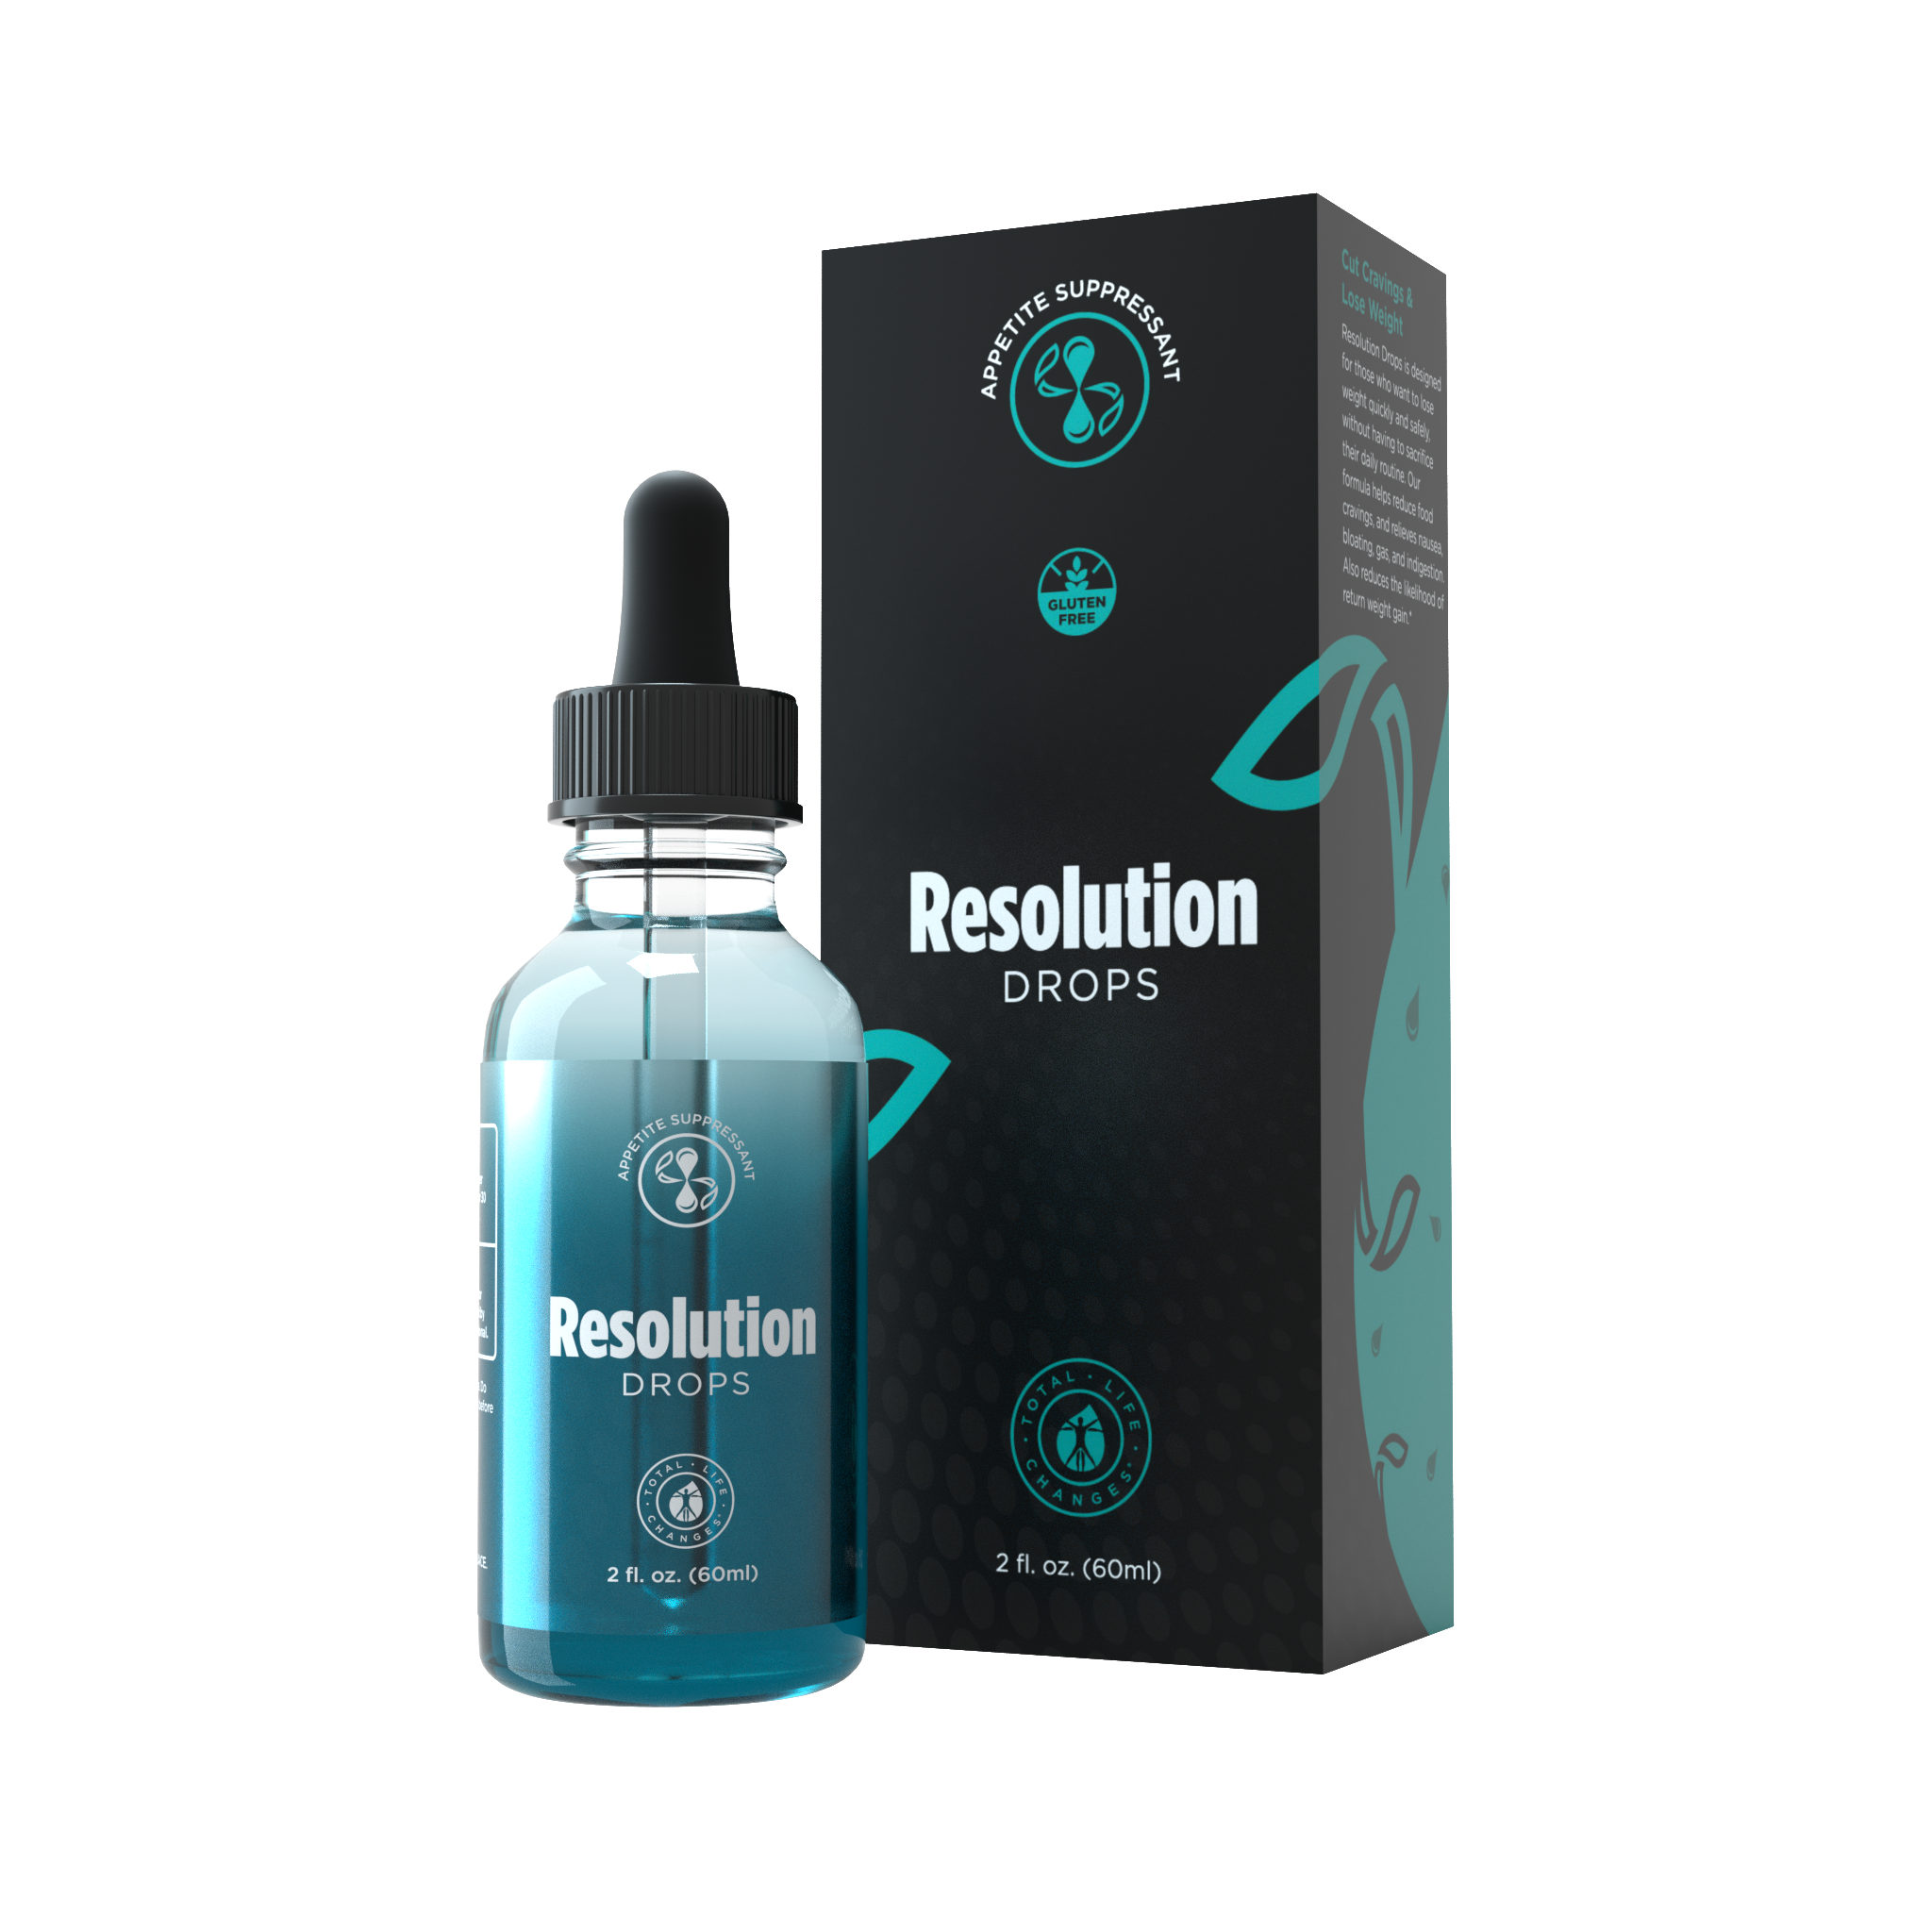 APPETITE SUPPRESSANT
GLUTEN
FREE
Resolution
DROPS
TOTAL • LIFE • CHANGES •
2 fl. oz. (60ml)
Cut Cravings &
Lose Weight
Resolution Drops is designed
for those who want to lose
weight quickly and safely,
without having to sacrifice
their daily routine. Our
formula helps reduce food
cravings, and relieves nausea,
bloating, gas, and indigestion.
Also reduces the likelihood of
return weight gain.*
APPETITE SUPPRESSANT
Resolution
DROPS
TOTAL • LIFE • CHANGES •
2 fl. oz. (60ml)
30
Do
before